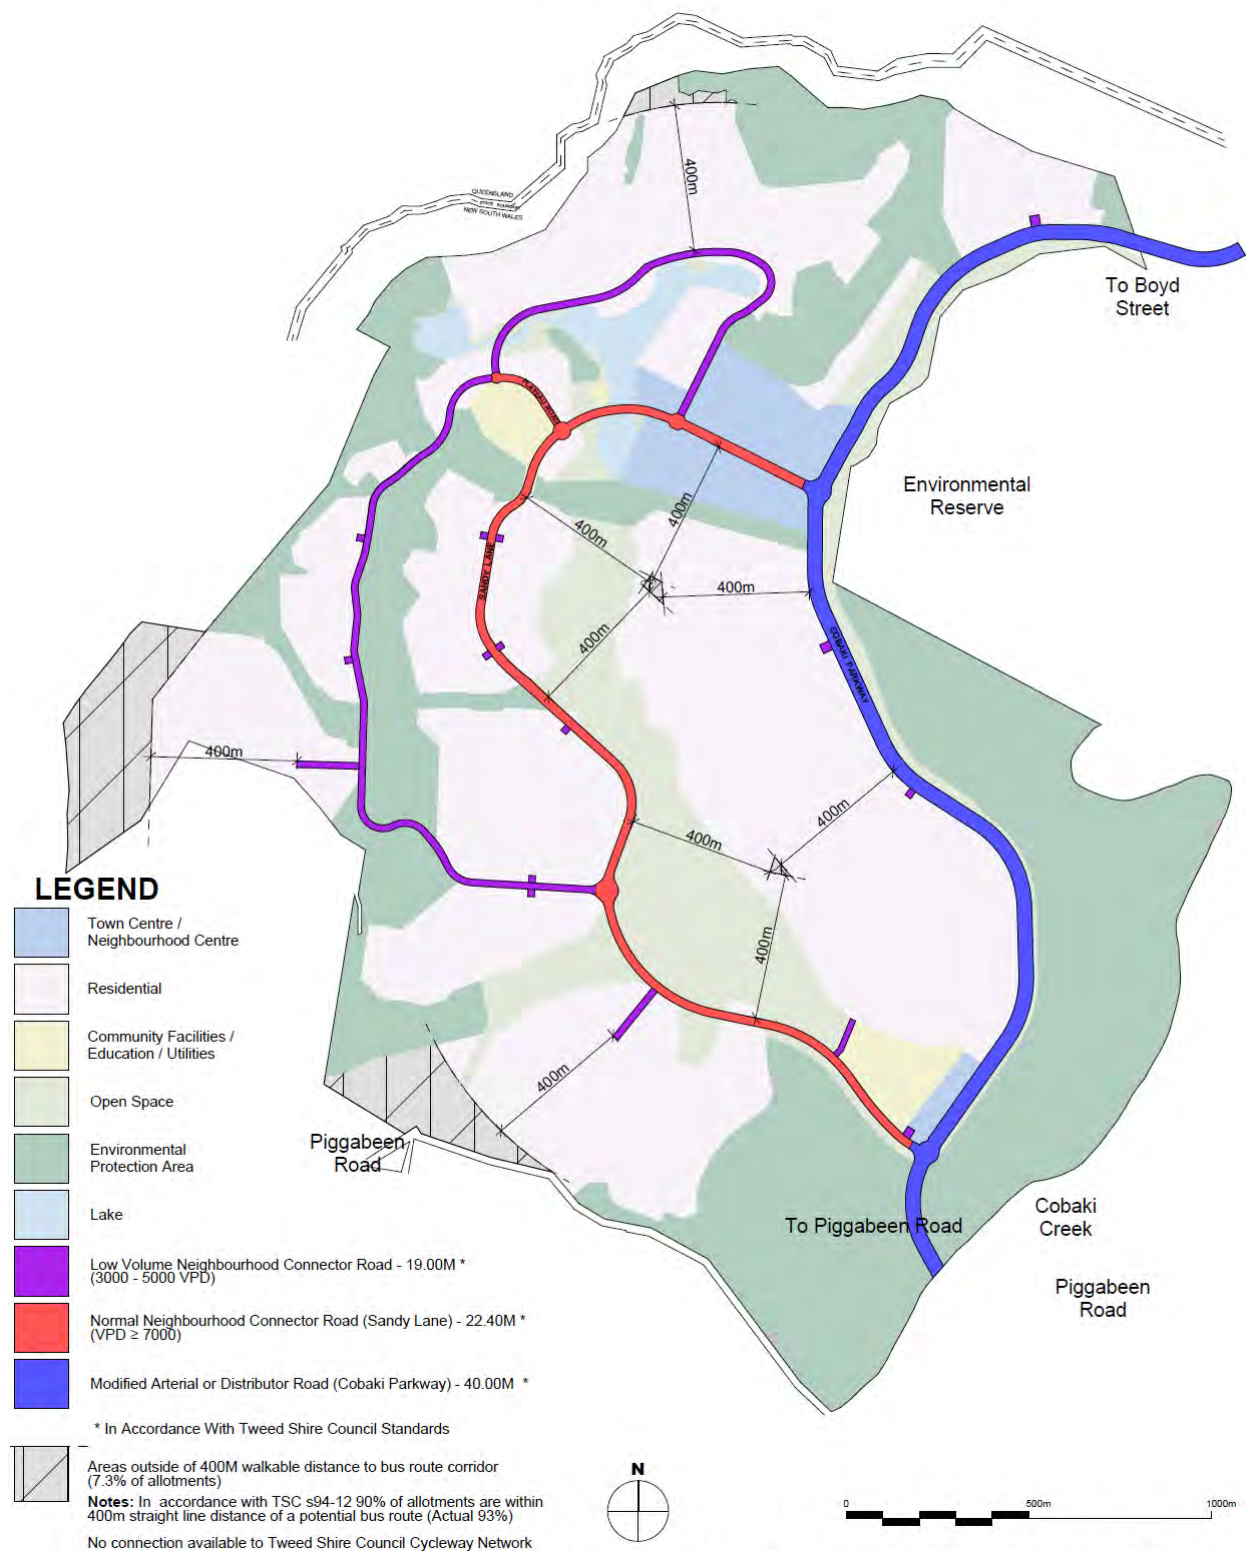 QUEENSLAND
STATE BOUNDARY
NEW SOUTH WALES
400m
To Boyd
Street
PLATEAU ROAD
Environmental
Reserve
400m
400m
SANDY LANE
400m
400m
COBAKI PARKWAY
400m
400m
400m
400m
400m
Piggabeen
Road
To Piggabeen Road
Cobaki
Creek
Piggabeen
Road
LEGEND
Town Centre /
Neighbourhood Centre
Residential
Community Facilities /
Education / Utilities
Open Space
Environmental
Protection Area
Lake
Low Volume Neighbourhood Connector Road - 19.00M *
(3000 - 5000 VPD)
Normal Neighbourhood Connector Road (Sandy Lane) - 22.40M *
(VPD ≥ 7000)
Modified Arterial or Distributor Road (Cobaki Parkway) - 40.00M *
* In Accordance With Tweed Shire Council Standards
Areas outside of 400M walkable distance to bus route corridor
(7.3% of allotments)
Notes: In accordance with TSC s94-12 90% of allotments are within
400m straight line distance of a potential bus route (Actual 93%)
No connection available to Tweed Shire Council Cycleway Network
N
0 500m 1000m